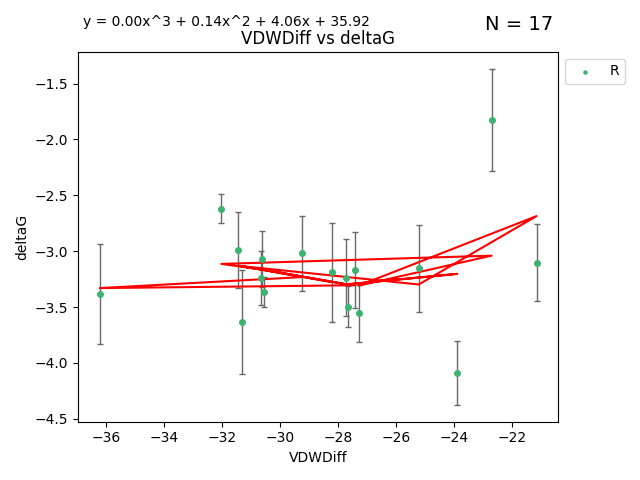 y = 0.00x^3 + 0.14x^2 + 4.06x + 35.92
N = 17
VDWDiff vs deltaG
R
−1.5
−2.0
−2.5
−3.0
−3.5
−4.0
−4.5
deltaG
−36 −34 −32 −30 −28 −26 −24 −22
VDWDiff